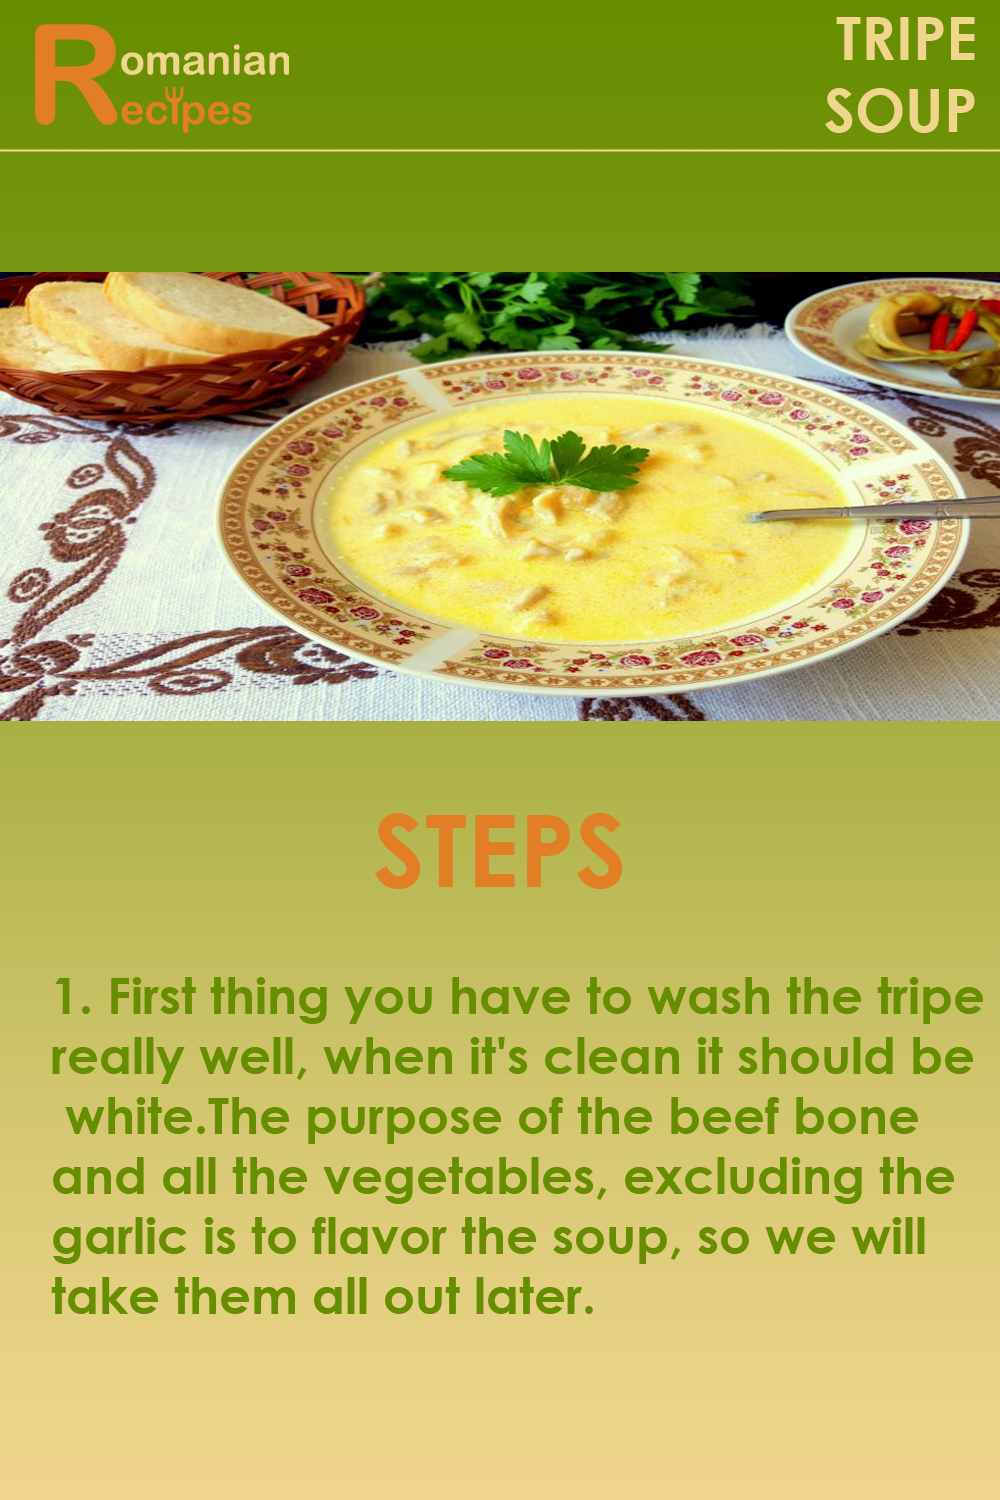 Romanian
Recipes
TRIPE
SOUP
STEPS
1. First thing you have to wash the tripe
really well, when it's clean it should be
white.The purpose of the beef bone
and all the vegetables, excluding the
garlic is to flavor the soup, so we will
take them all out later.